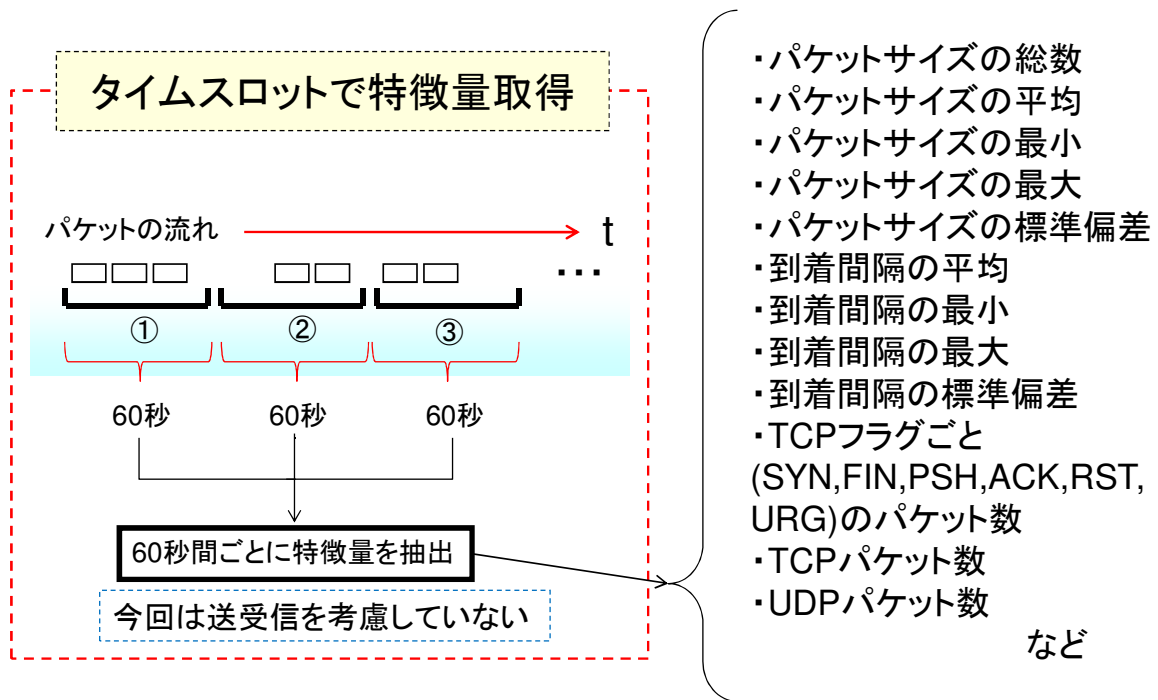 タイムスロットで特徴量取得
パケットの流れ
t
・・・
①
②
③
60秒
60秒
60秒
60秒間ごとに特徴量を抽出
今回は送受信を考慮していない
・パケットサイズの総数
・パケットサイズの平均
・パケットサイズの最小
・パケットサイズの最大
・パケットサイズの標準偏差
・到着間隔の平均
・到着間隔の最小
・到着間隔の最大
・到着間隔の標準偏差
・TCPフラグごと
(SYN,FIN,PSH,ACK,RST,
URG)のパケット数
・TCPパケット数
・UDPパケット数
など